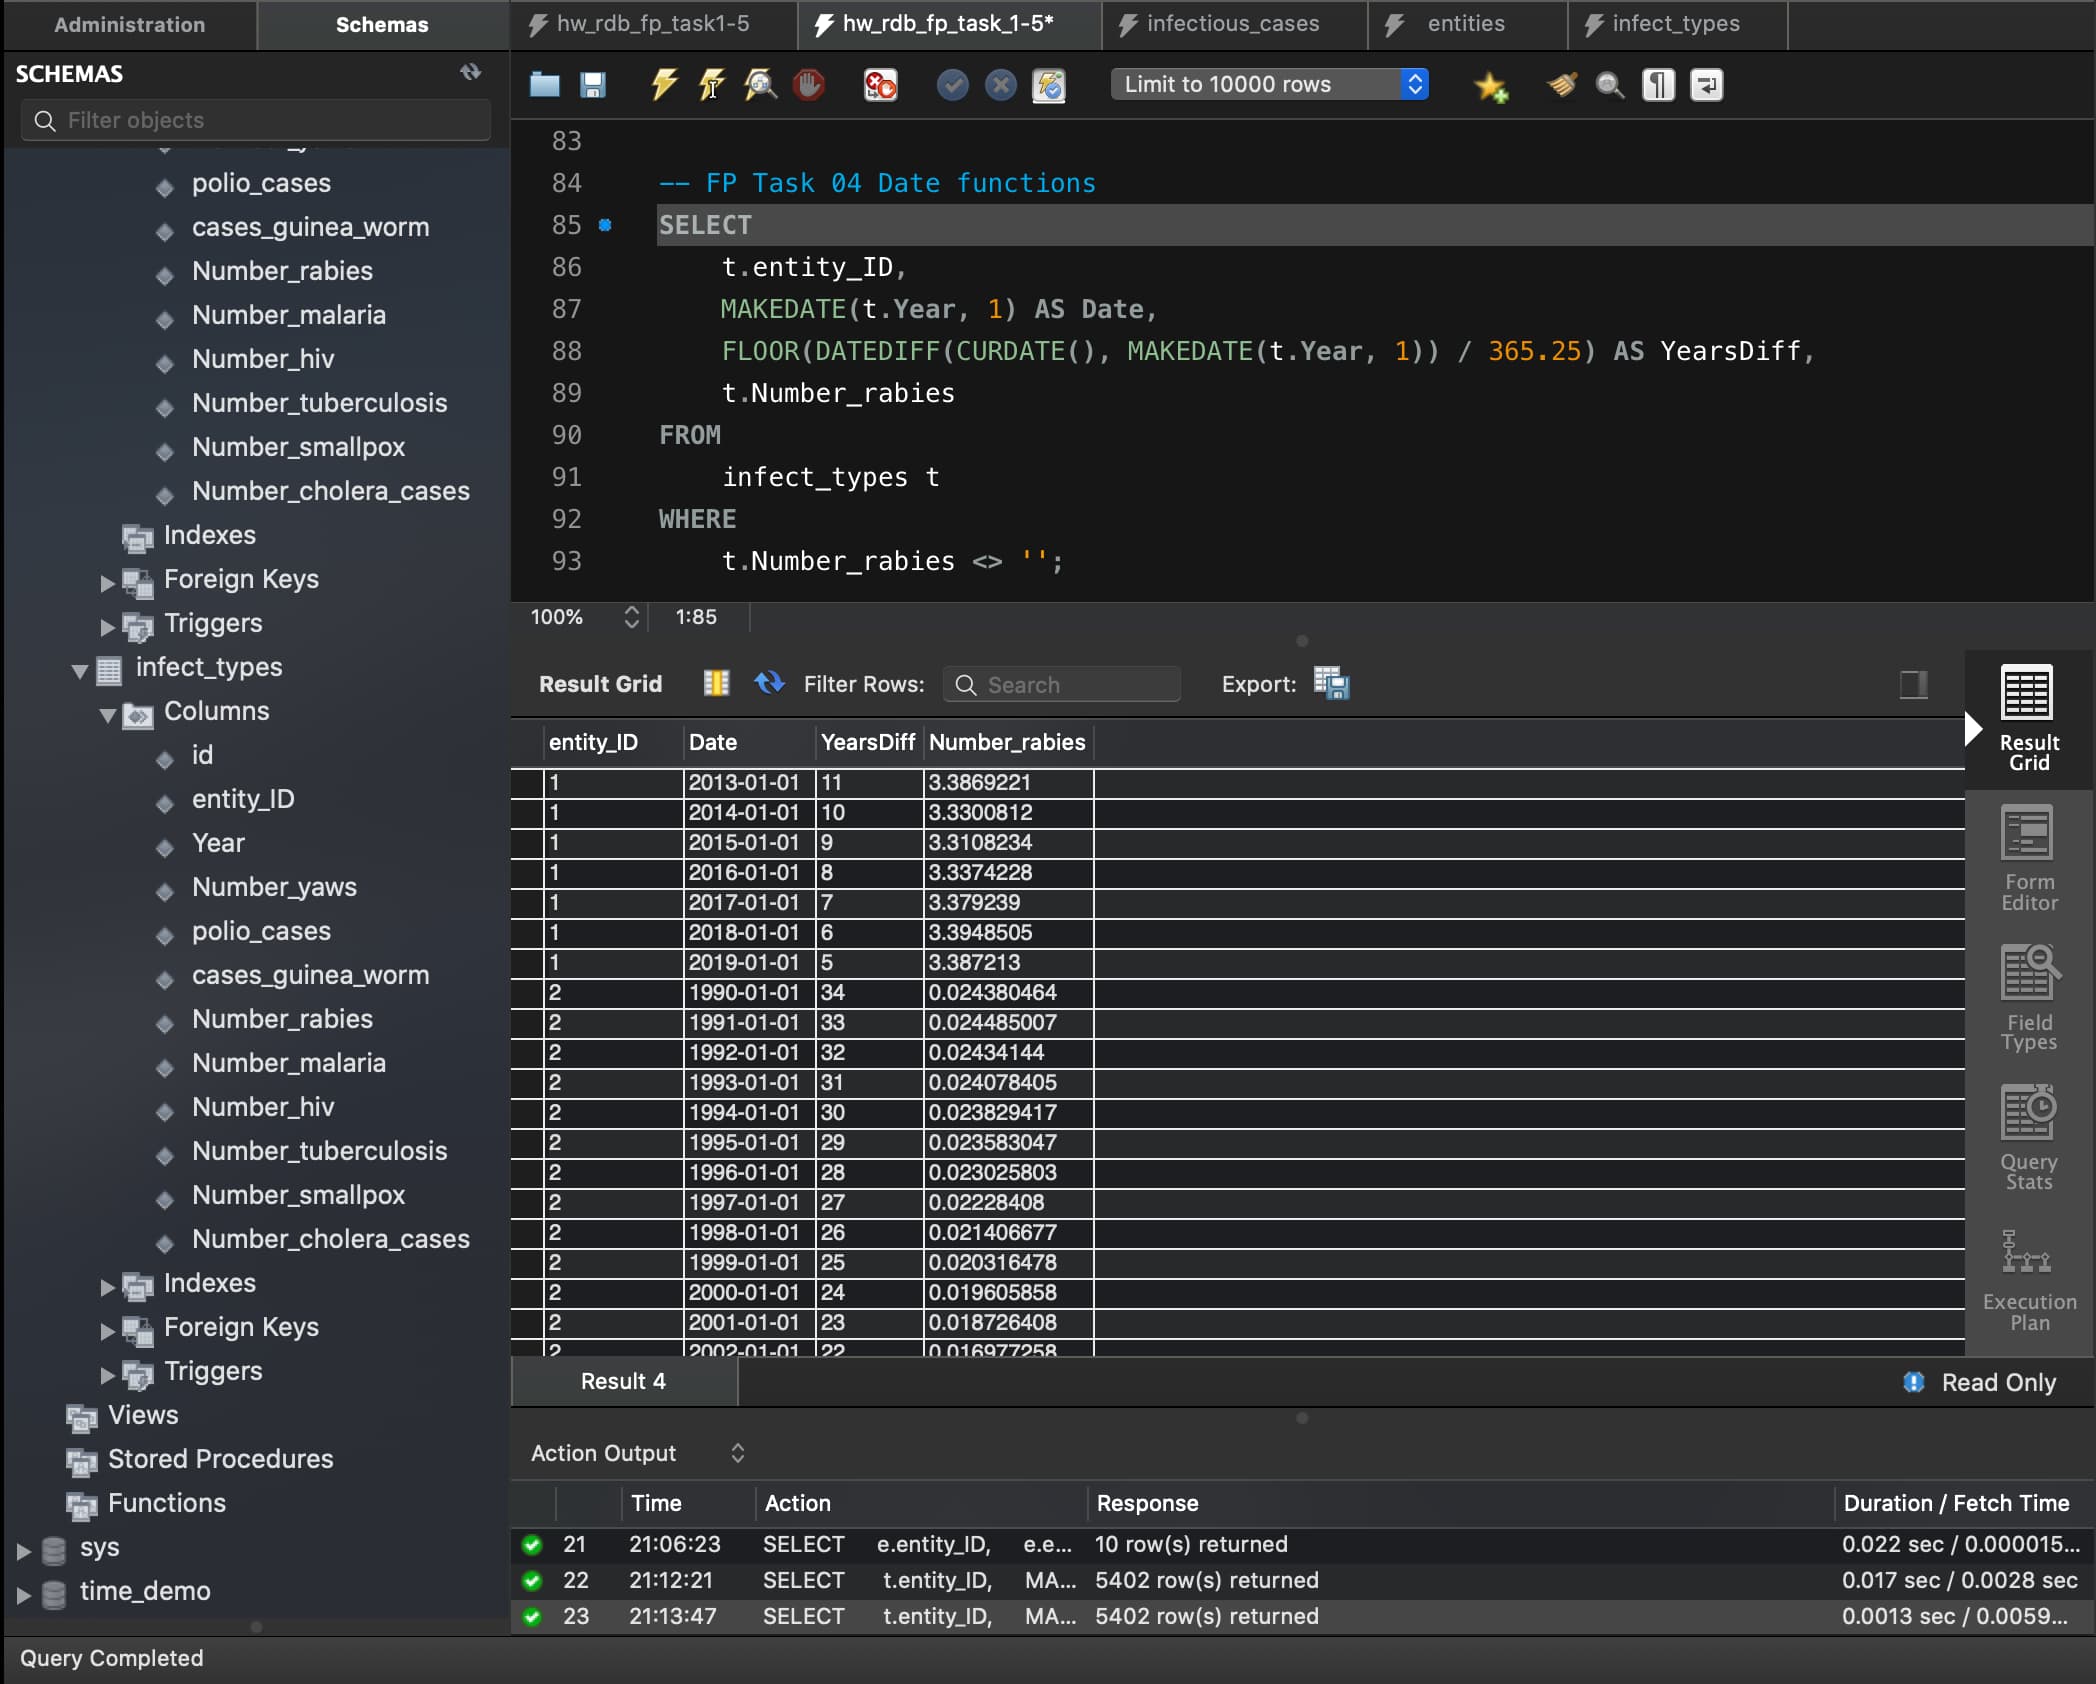 Administration
Schemas
hw_rdb_fp_task1-5
hw_rdb_fp_task_1-5*
infectious_cases
entities
infect_types
SCHEMAS
Filter objects
Limit to 10000 rows
polio_cases
cases_guinea_worm
Number_rabies
Number_malaria
Number_hiv
Number_tuberculosis
Number_smallpox
Number_cholera_cases
Indexes
Foreign Keys
Triggers
infect_types
Columns
id
entity_ID
Year
Number_yaws
polio_cases
cases_guinea_worm
Number_rabies
Number_malaria
Number_hiv
Number_tuberculosis
Number_smallpox
Number_cholera_cases
Indexes
Foreign Keys
Triggers
Views
Stored Procedures
Functions
sys
time_demo
83
84 -- FP Task 04 Date functions
85 SELECT
86 t.entity_ID,
87 MAKEDATE(t.Year, 1) AS Date,
88 FLOOR(DATEDIFF(CURDATE(), MAKEDATE(t.Year, 1)) / 365.25) AS YearsDiff,
89 t.Number_rabies
90 FROM
91 infect_types t
92 WHERE
93 t.Number_rabies <> '';
100% 1:85
Result Grid Filter Rows: Search Export:
entity_ID Date YearsDiff Number_rabies
1 2013-01-01 11 3.3869221
1 2014-01-01 10 3.3300812
1 2015-01-01 9 3.3108234
1 2016-01-01 8 3.3374228
1 2017-01-01 7 3.379239
1 2018-01-01 6 3.3948505
1 2019-01-01 5 3.387213
2 1990-01-01 34 0.024380464
2 1991-01-01 33 0.024485007
2 1992-01-01 32 0.02434144
2 1993-01-01 31 0.024078405
2 1994-01-01 30 0.023829417
2 1995-01-01 29 0.023583047
2 1996-01-01 28 0.023025803
2 1997-01-01 27 0.02228408
2 1998-01-01 26 0.021406677
2 1999-01-01 25 0.020316478
2 2000-01-01 24 0.019605858
2 2001-01-01 23 0.018726408
2 2002-01-01 22 0.016977258
Result
Grid
Form
Editor
Field
Types
Query
Stats
Execution
Plan
Result 4
Read Only
Action Output
Time Action Response Duration / Fetch Time
21 21:06:23 SELECT e.entity_ID, e.e... 10 row(s) returned 0.022 sec / 0.000015...
22 21:12:21 SELECT t.entity_ID, MA... 5402 row(s) returned 0.017 sec / 0.0028 sec
23 21:13:47 SELECT t.entity_ID, MA... 5402 row(s) returned 0.0013 sec / 0.0059...
Query Completed